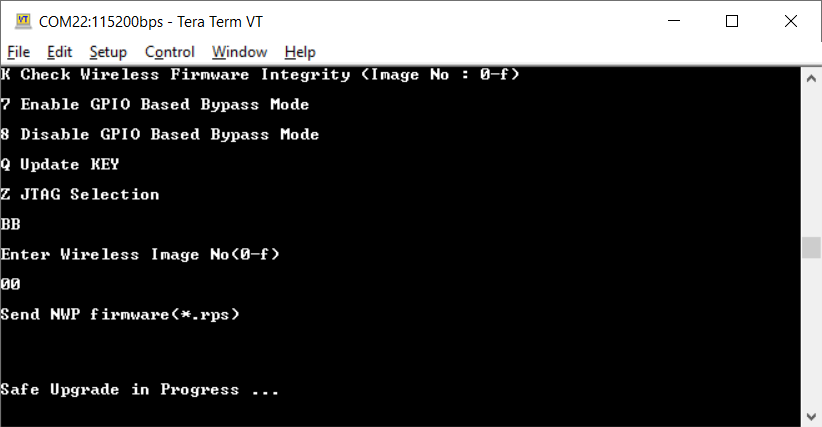 COM22:115200bps - Tera Term VT
File Edit Setup Control Window Help
K Check Wireless Firmware Integrity (Image No : 0-f)
7 Enable GPIO Based Bypass Mode
8 Disable GPIO Based Bypass Mode
Q Update KEY
Z JTAG Selection
BB
Enter Wireless Image No(0-f)
00
Send NWP firmware(*.rps)
Safe Upgrade in Progress ...